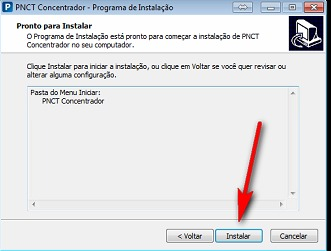 PNCT Concentrador - Programa de Instalação
Pronto para Instalar
O Programa de Instalação está pronto para começar a instalação de PNCT
Concentrador no seu computador.
Clique Instalar para iniciar a instalação, ou clique em Voltar se você quer revisar ou
alterar alguma configuração.
Pasta do Menu Iniciar:
PNCT Concentrador
< Voltar
Instalar
Cancelar